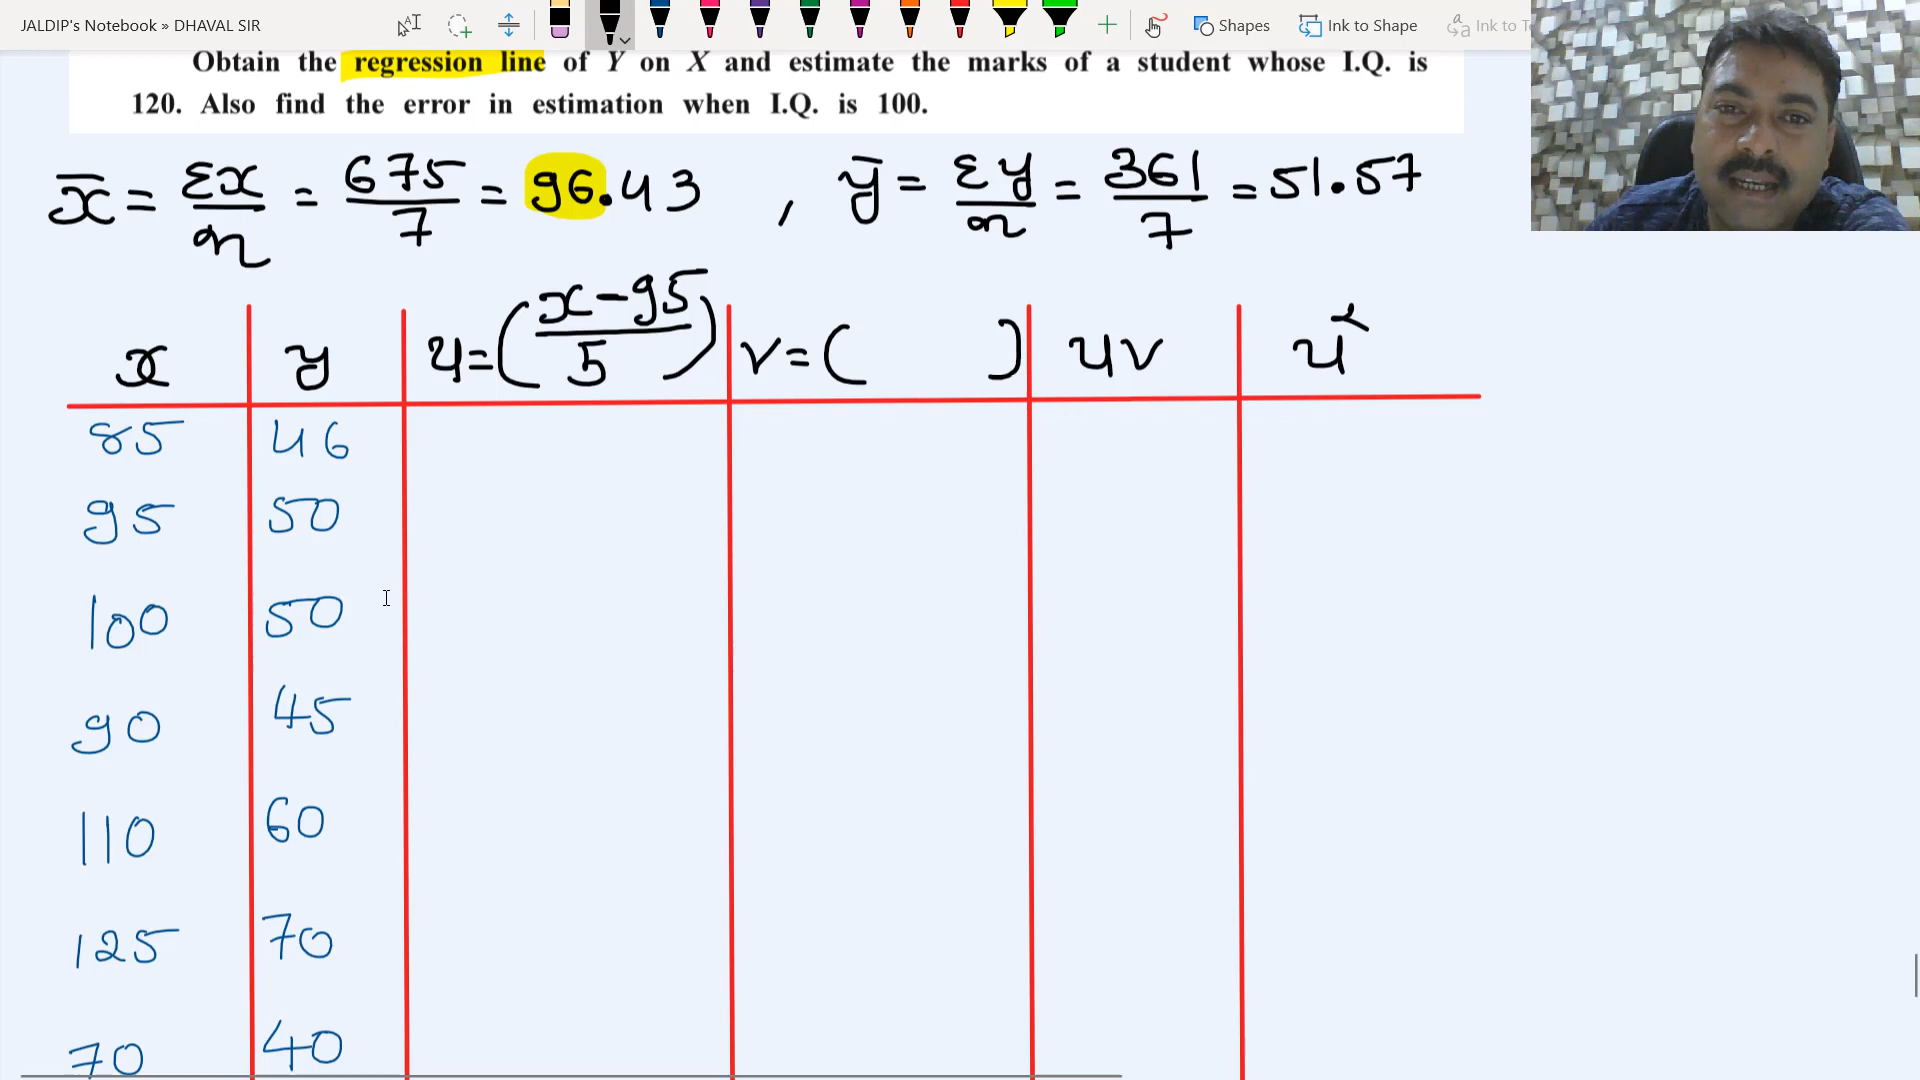 JALDIP's Notebook » DHAVAL SIR
Shapes
Ink to Shape
Ink to T
Obtain the regression line of Y on X and estimate the marks of a student whose I.Q. is
120. Also find the error in estimation when I.Q. is 100.
x̄ = Σx/n = 675/7 = 96.43 , ȳ = Σy/n = 361/7 = 51.57
x y u=(x-95/5) v=( ) uv u²
85 46
95 50
100 50
90 45
110 60
125 70
70 40